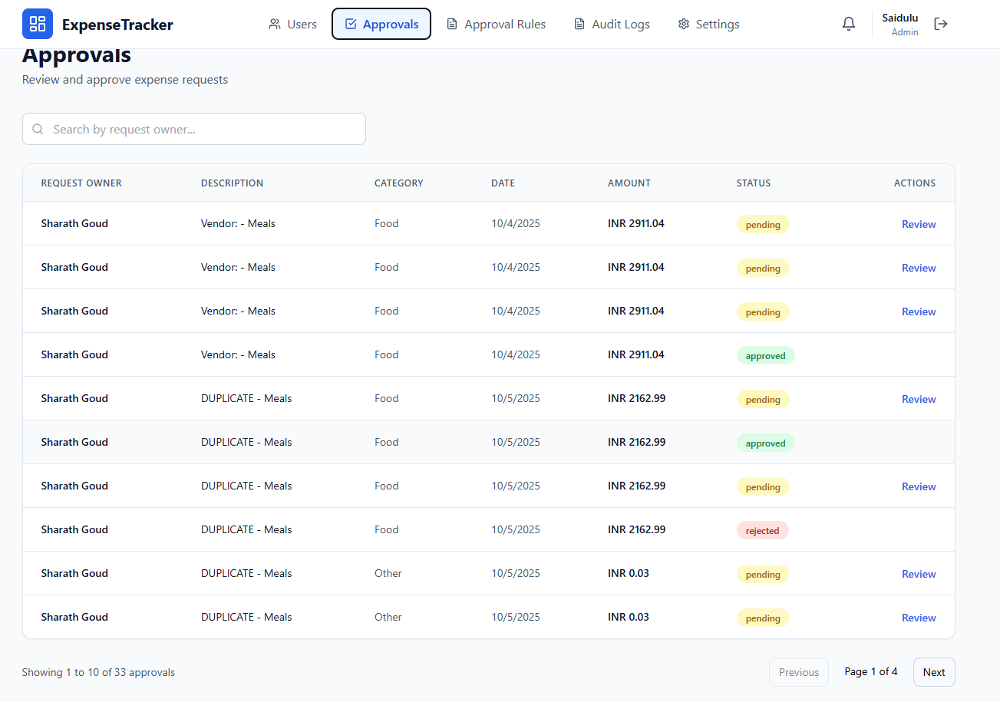 ExpenseTracker Users Approvals Approval Rules Audit Logs Settings Saidulu
Admin
Approvals
Review and approve expense requests
Search by request owner...
REQUEST OWNER DESCRIPTION CATEGORY DATE AMOUNT STATUS ACTIONS
Sharath Goud Vendor: - Meals Food 10/4/2025 INR 2911.04 pending Review
Sharath Goud Vendor: - Meals Food 10/4/2025 INR 2911.04 pending Review
Sharath Goud Vendor: - Meals Food 10/4/2025 INR 2911.04 pending Review
Sharath Goud Vendor: - Meals Food 10/4/2025 INR 2911.04 approved
Sharath Goud DUPLICATE - Meals Food 10/5/2025 INR 2162.99 pending Review
Sharath Goud DUPLICATE - Meals Food 10/5/2025 INR 2162.99 approved
Sharath Goud DUPLICATE - Meals Food 10/5/2025 INR 2162.99 pending Review
Sharath Goud DUPLICATE - Meals Food 10/5/2025 INR 2162.99 rejected
Sharath Goud DUPLICATE - Meals Other 10/5/2025 INR 0.03 pending Review
Sharath Goud DUPLICATE - Meals Other 10/5/2025 INR 0.03 pending Review
Showing 1 to 10 of 33 approvals Previous Page 1 of 4 Next